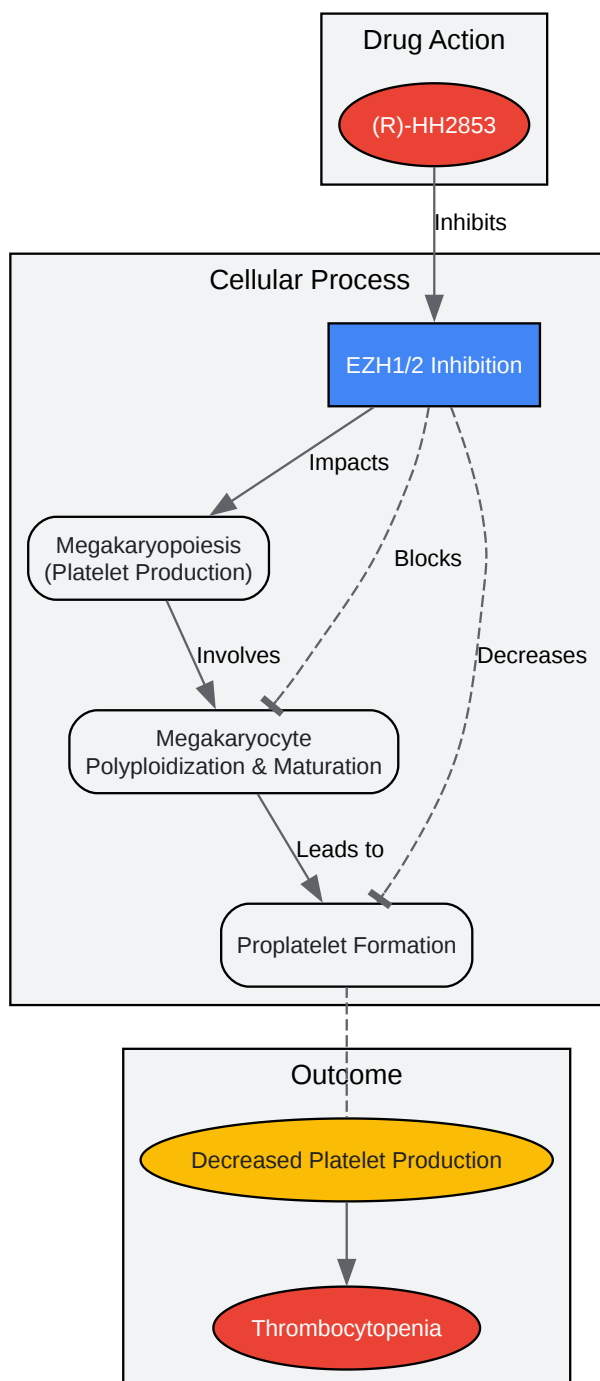 Drug Action
(R)-HH2853
Inhibits
Cellular Process
EZH1/2 Inhibition
Impacts
Megakaryopoiesis
(Platelet Production)
Blocks
Involves
Decreases
Megakaryocyte
Polyploidization & Maturation
Leads to
Proplatelet Formation
Outcome
Decreased Platelet Production
Thrombocytopenia